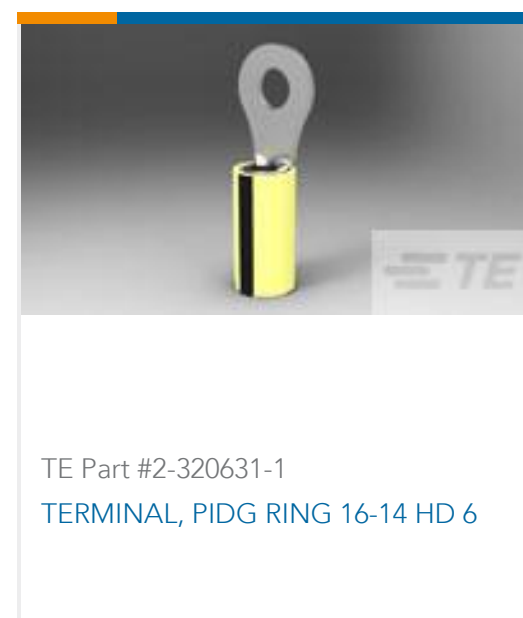 TE
TE Part #2-320631-1
TERMINAL, PIDG RING 16-14 HD 6